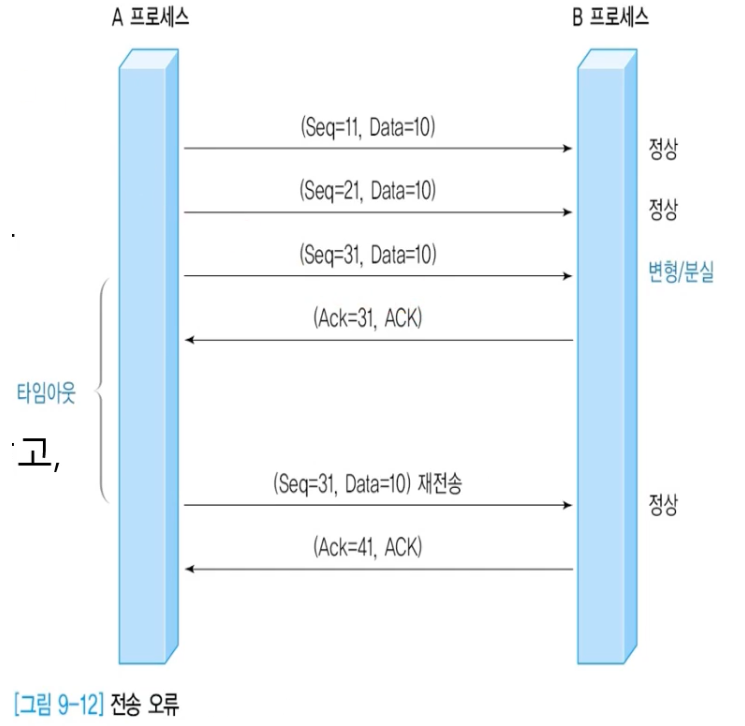 A 프로세스
B 프로세스
(Seq=11, Data=10)
정상
(Seq=21, Data=10)
정상
(Seq=31, Data=10)
변형/분실
(Ack=31, ACK)
타임아웃
고,
(Seq=31, Data=10) 재전송
정상
(Ack=41, ACK)
[그림 9-12] 전송 오류